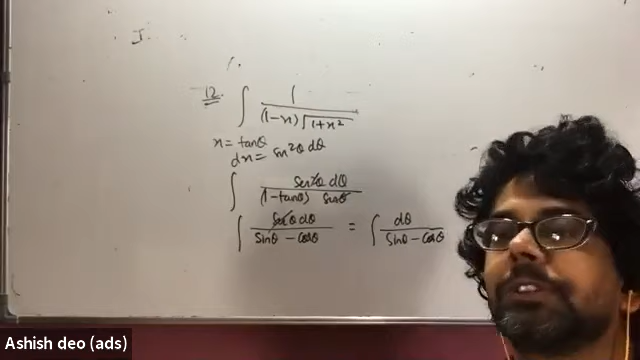 12. ∫ 1 / (1-x)√1+x²
x = tanθ
dx = sec²θ dθ
∫ sec²θ dθ / (1-tanθ) secθ
∫ secθ dθ / sinθ - cosθ = ∫ dθ / sinθ - cosθ
Ashish deo (ads)